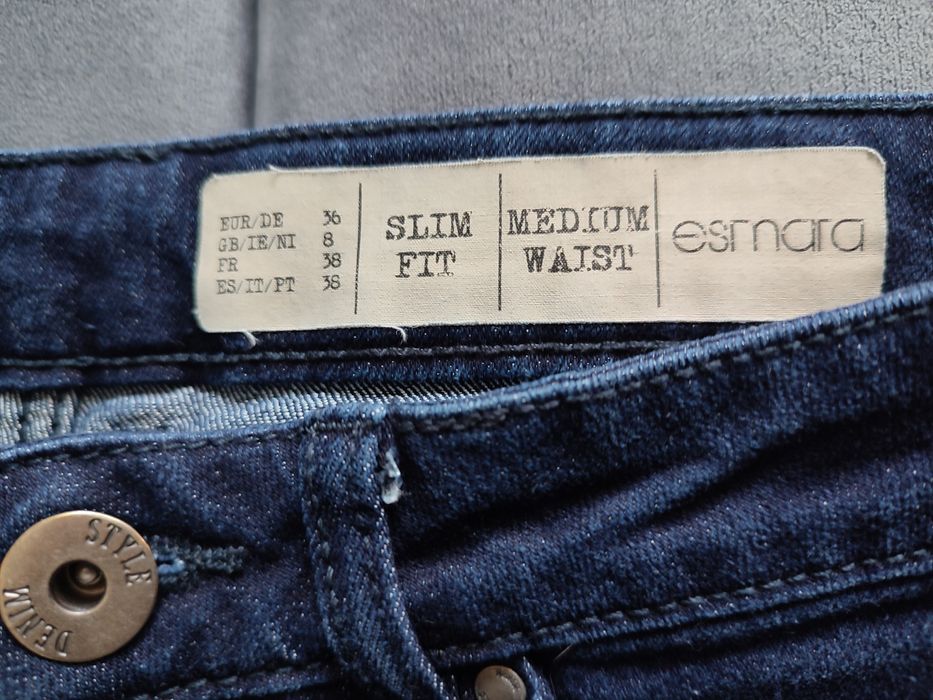 EUR/DE 36
GB/IE/NI 8
FR 38
ES/IT/PT 38
SLIM
FIT
MEDIUM
WAIST
esmara
STYLE
DENIM